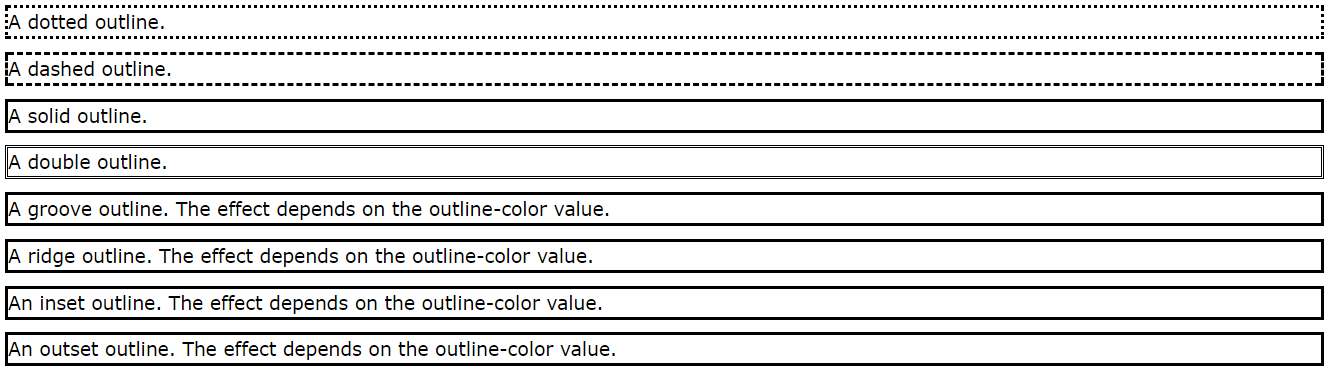 A dotted outline.
A dashed outline.
A solid outline.
A double outline.
A groove outline. The effect depends on the outline-color value.
A ridge outline. The effect depends on the outline-color value.
An inset outline. The effect depends on the outline-color value.
An outset outline. The effect depends on the outline-color value.